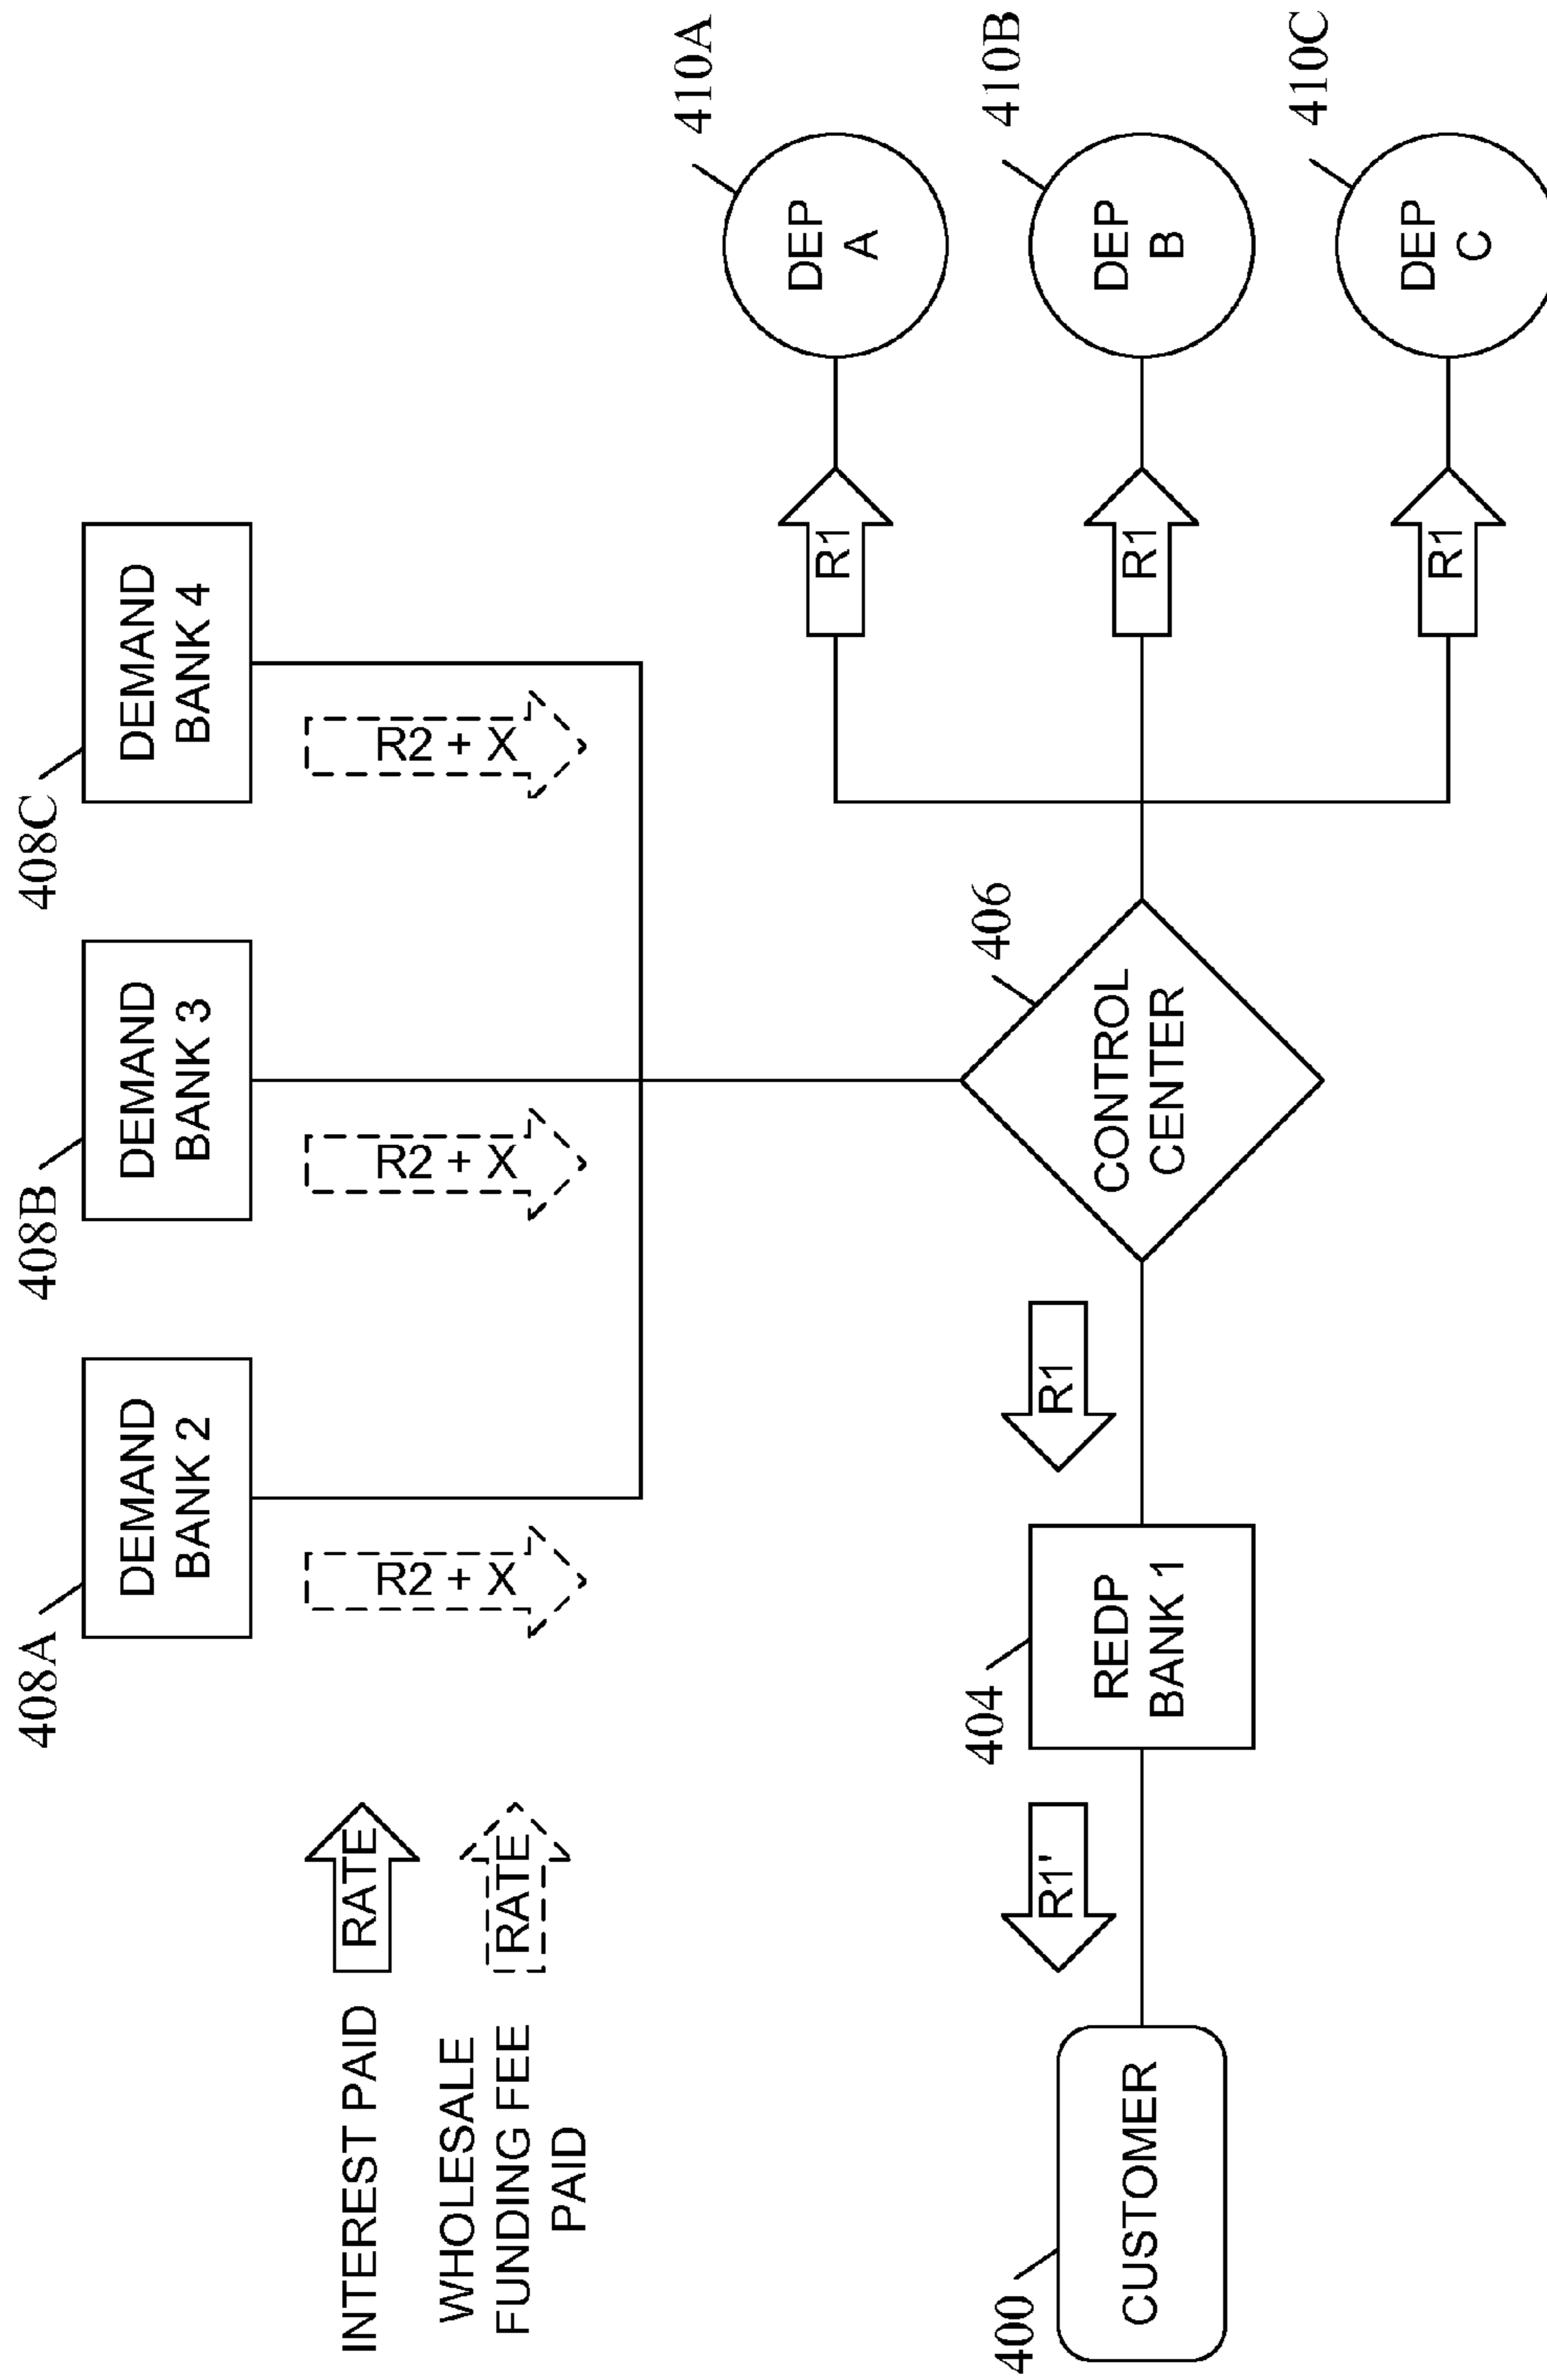 408A
408B
408C
DEMAND
BANK 2
DEMAND
BANK 3
DEMAND
BANK 4
INTEREST PAID
RATE
R2 + X
R2 + X
R2 + X
WHOLESALE
FUNDING FEE
PAID
RATE
410A
DEP
A
R1
400
CUSTOMER
R1'
404
REDP
BANK 1
R1
406
CONTROL
CENTER
R1
410B
DEP
B
R1
410C
DEP
C